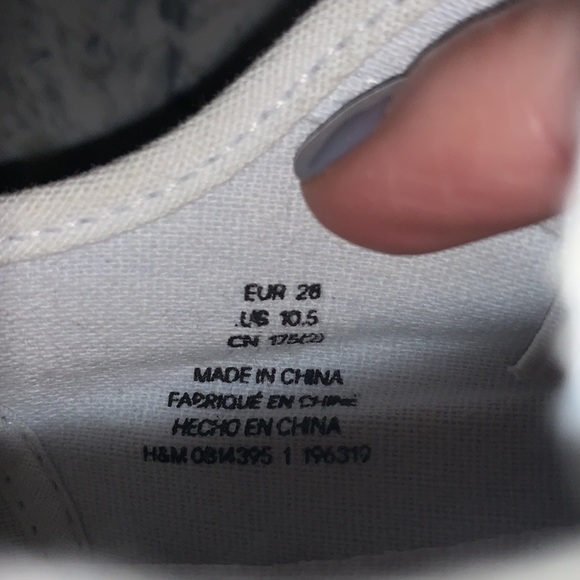 EUR 28
US 10.5
CN 175(2)
MADE IN CHINA
FABRIQUÉ EN CHINE
HECHO EN CHINA
H&M 0814395 1 196319